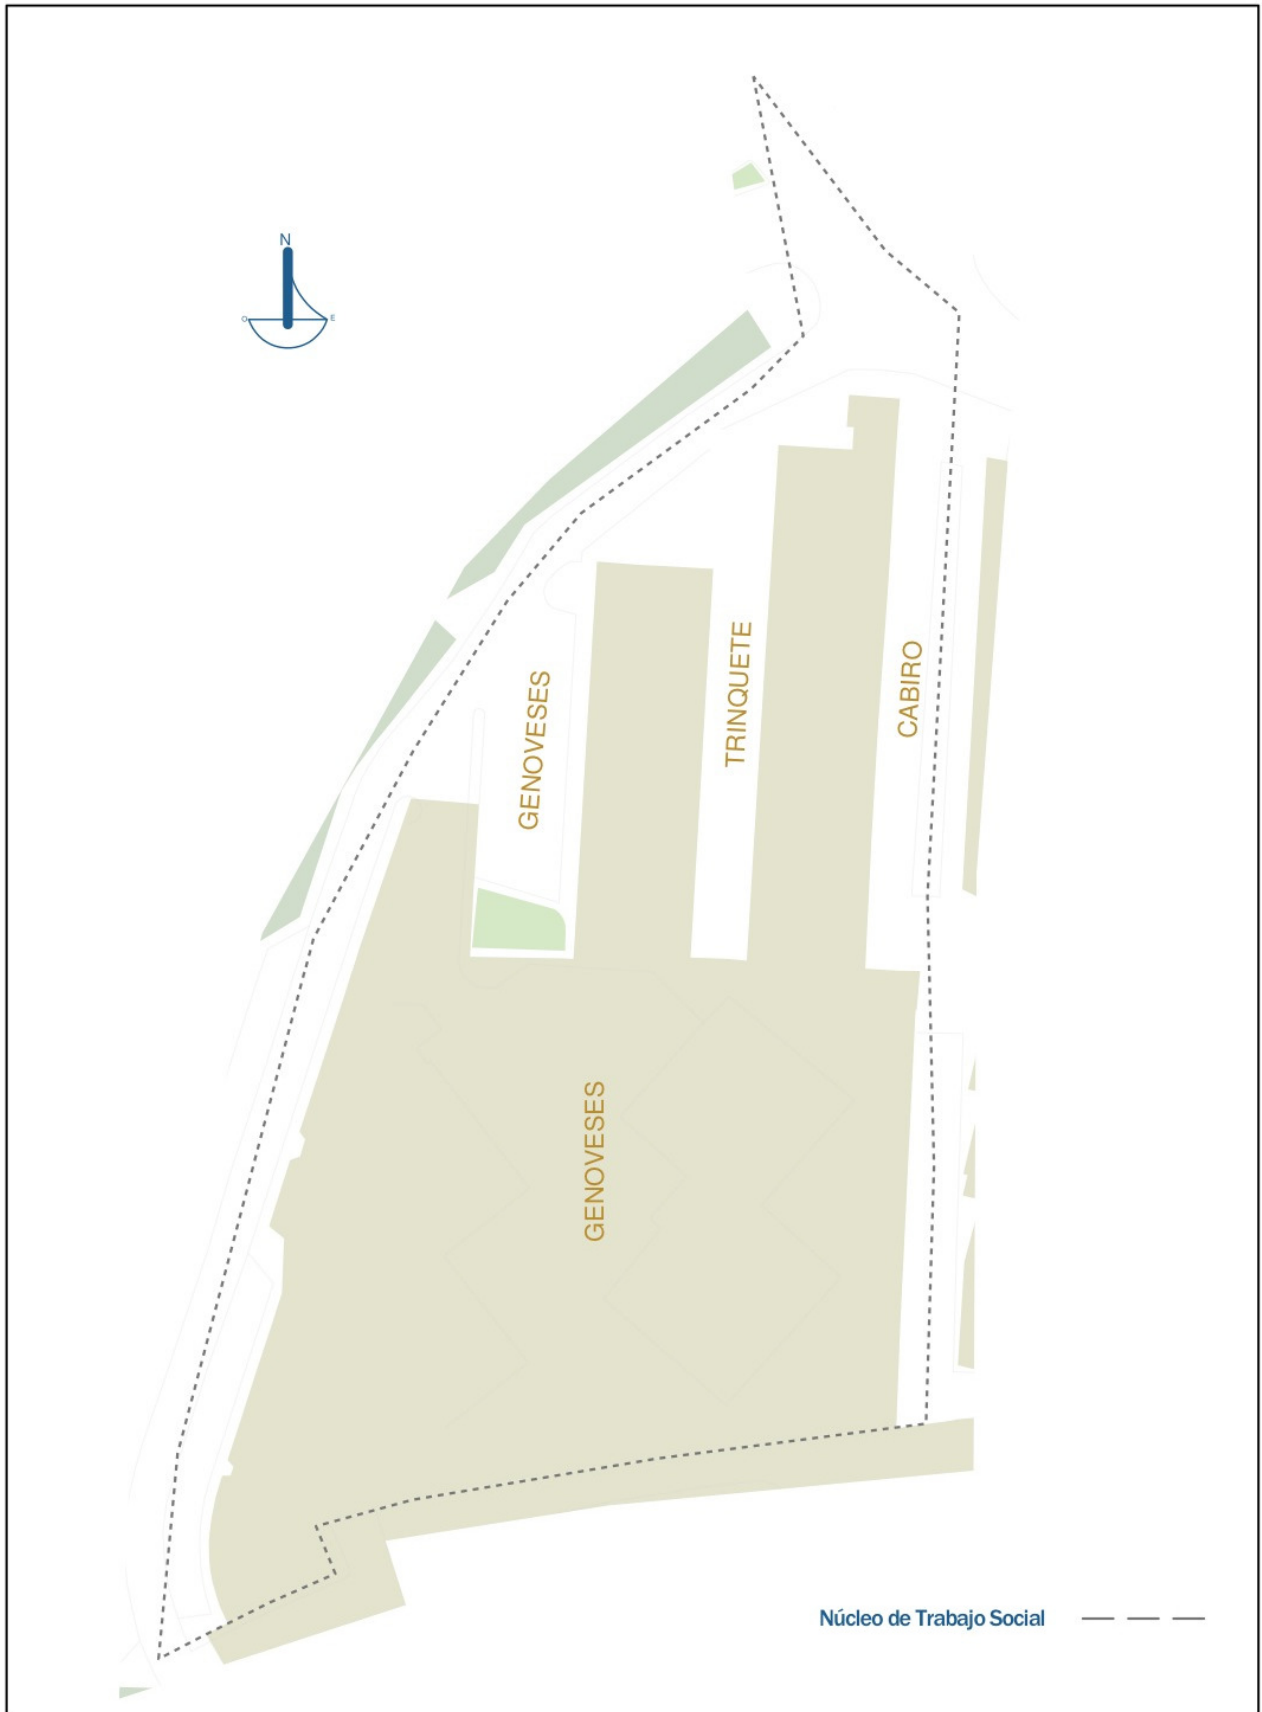 N
O
E
TRINQUETE
CABIRO
GENOVESES
GENOVESES
Núcleo de Trabajo Social